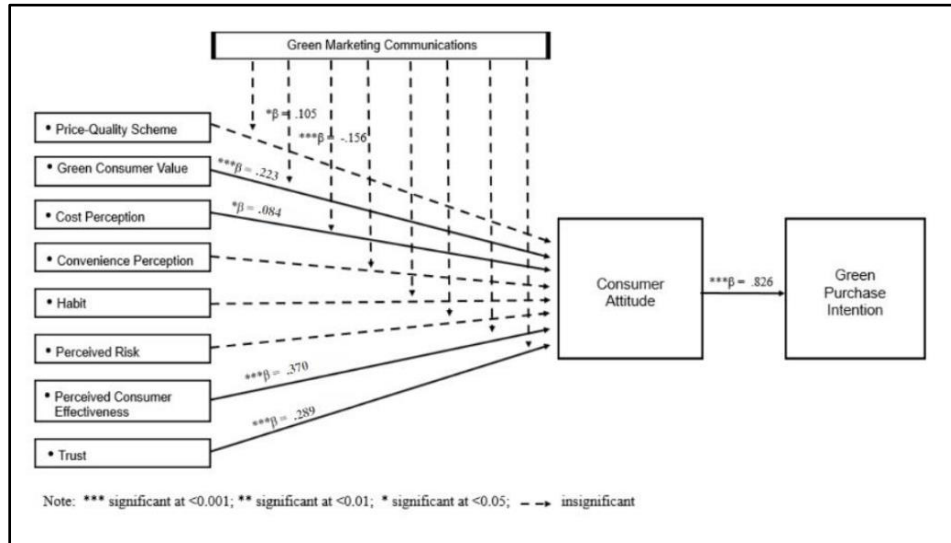 Green Marketing Communications
*β = .105
***β = -.156
• Price-Quality Scheme
• Green Consumer Value
***β = .223
• Cost Perception
*β = .084
• Convenience Perception
• Habit
• Perceived Risk
• Perceived Consumer
Effectiveness
***β = .370
• Trust
***β = .289
Consumer
Attitude
***β = .826
Green
Purchase
Intention
Note: *** significant at <0.001; ** significant at <0.01; * significant at <0.05; insignificant